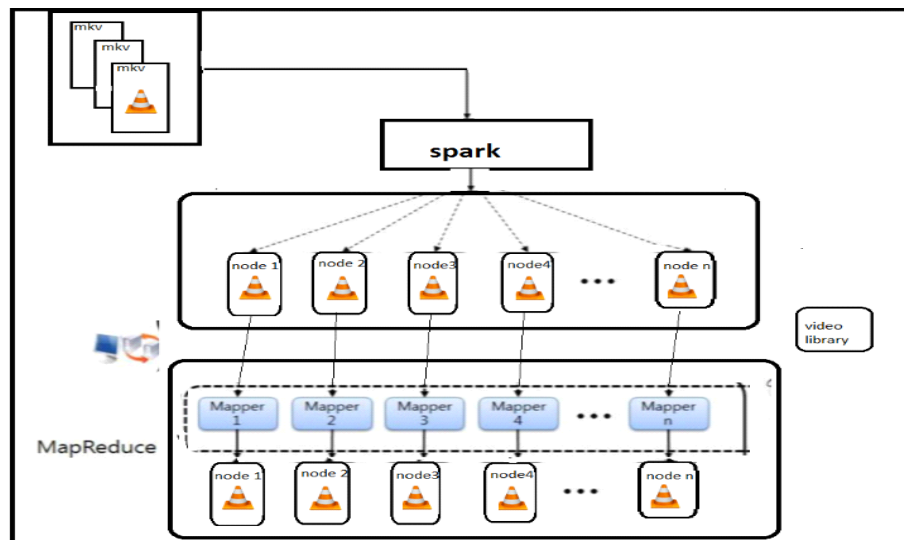 mkv
mkv
mkv
spark
node 1
node 2
node3
node4
node n
video
library
Mapper
1
Mapper
2
Mapper
3
Mapper
4
Mapper
n
MapReduce
node 1
node 2
node3
node4
node n